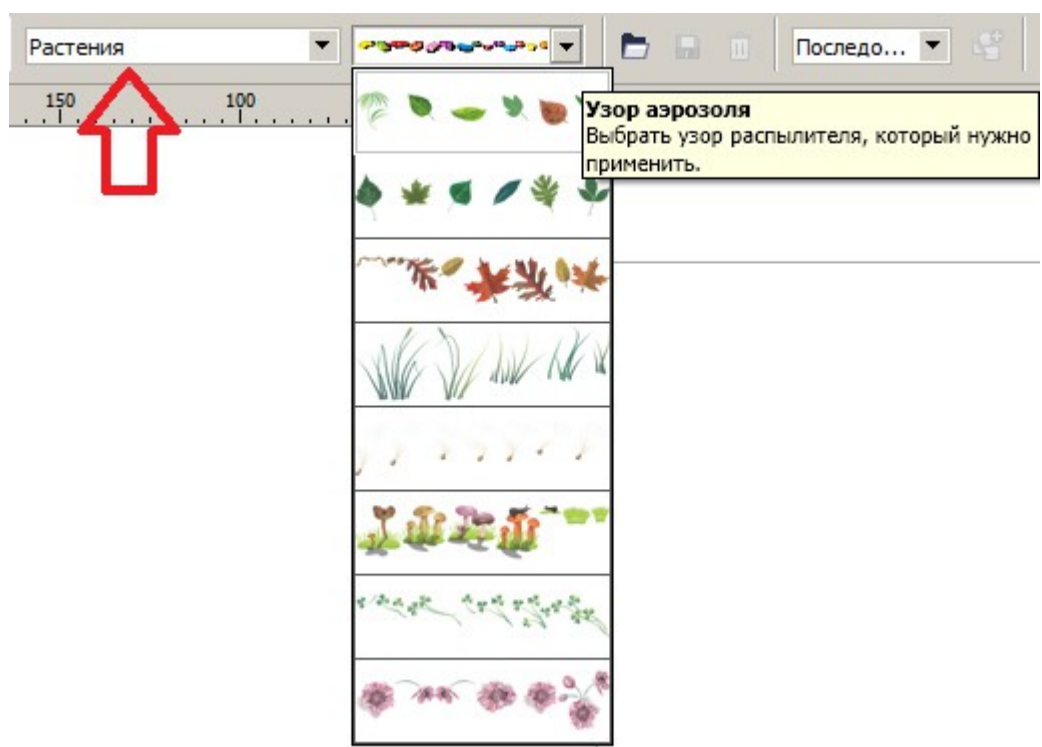 Растения
Последо...
150 100
Узор аэрозоля
Выбрать узор распылителя, который нужно
применить.